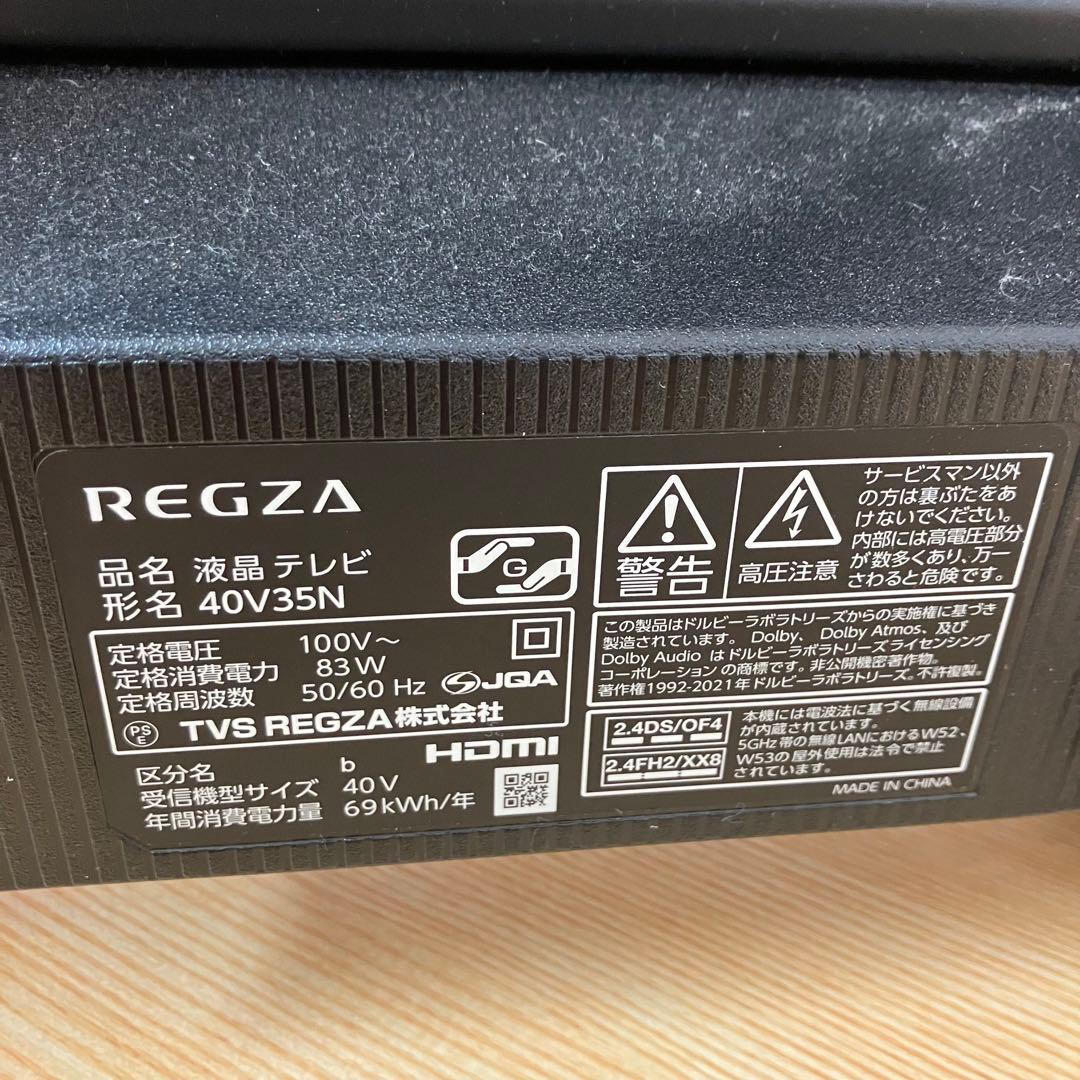 REGZA
品名 液晶 テレビ
形名 40V35N
G
定格電圧 100V～
定格消費電力 83W
定格周波数 50/60 Hz
JQA
PS
E
TVS REGZA株式会社
HDMI
区分名 b
受信機型サイズ 40V
年間消費電力量 69kWh/年
警告
高圧注意
サービスマン以外
の方は裏ぶたをあ
けないでください。
内部には高電圧部分
が数多くあり、万一
さわると危険です。
この製品はドルビーラボラトリーズからの実施権に基づき
製造されています。 Dolby、 Dolby Atmos、及び
Dolby Audio はドルビーラボラトリーズライセンシング
コーポレーションの商標です。非公開機密著作物。
著作権1992-2021年ドルビーラボラトリーズ。不許複製。
2.4DS/OF4
2.4FH2/XX8
本機には電波法に基づく無線設備
が内蔵されています。
5GHz帯の無線LANにおけるW52、
W53の屋外使用は法令で禁止
されています。
MADE IN CHINA